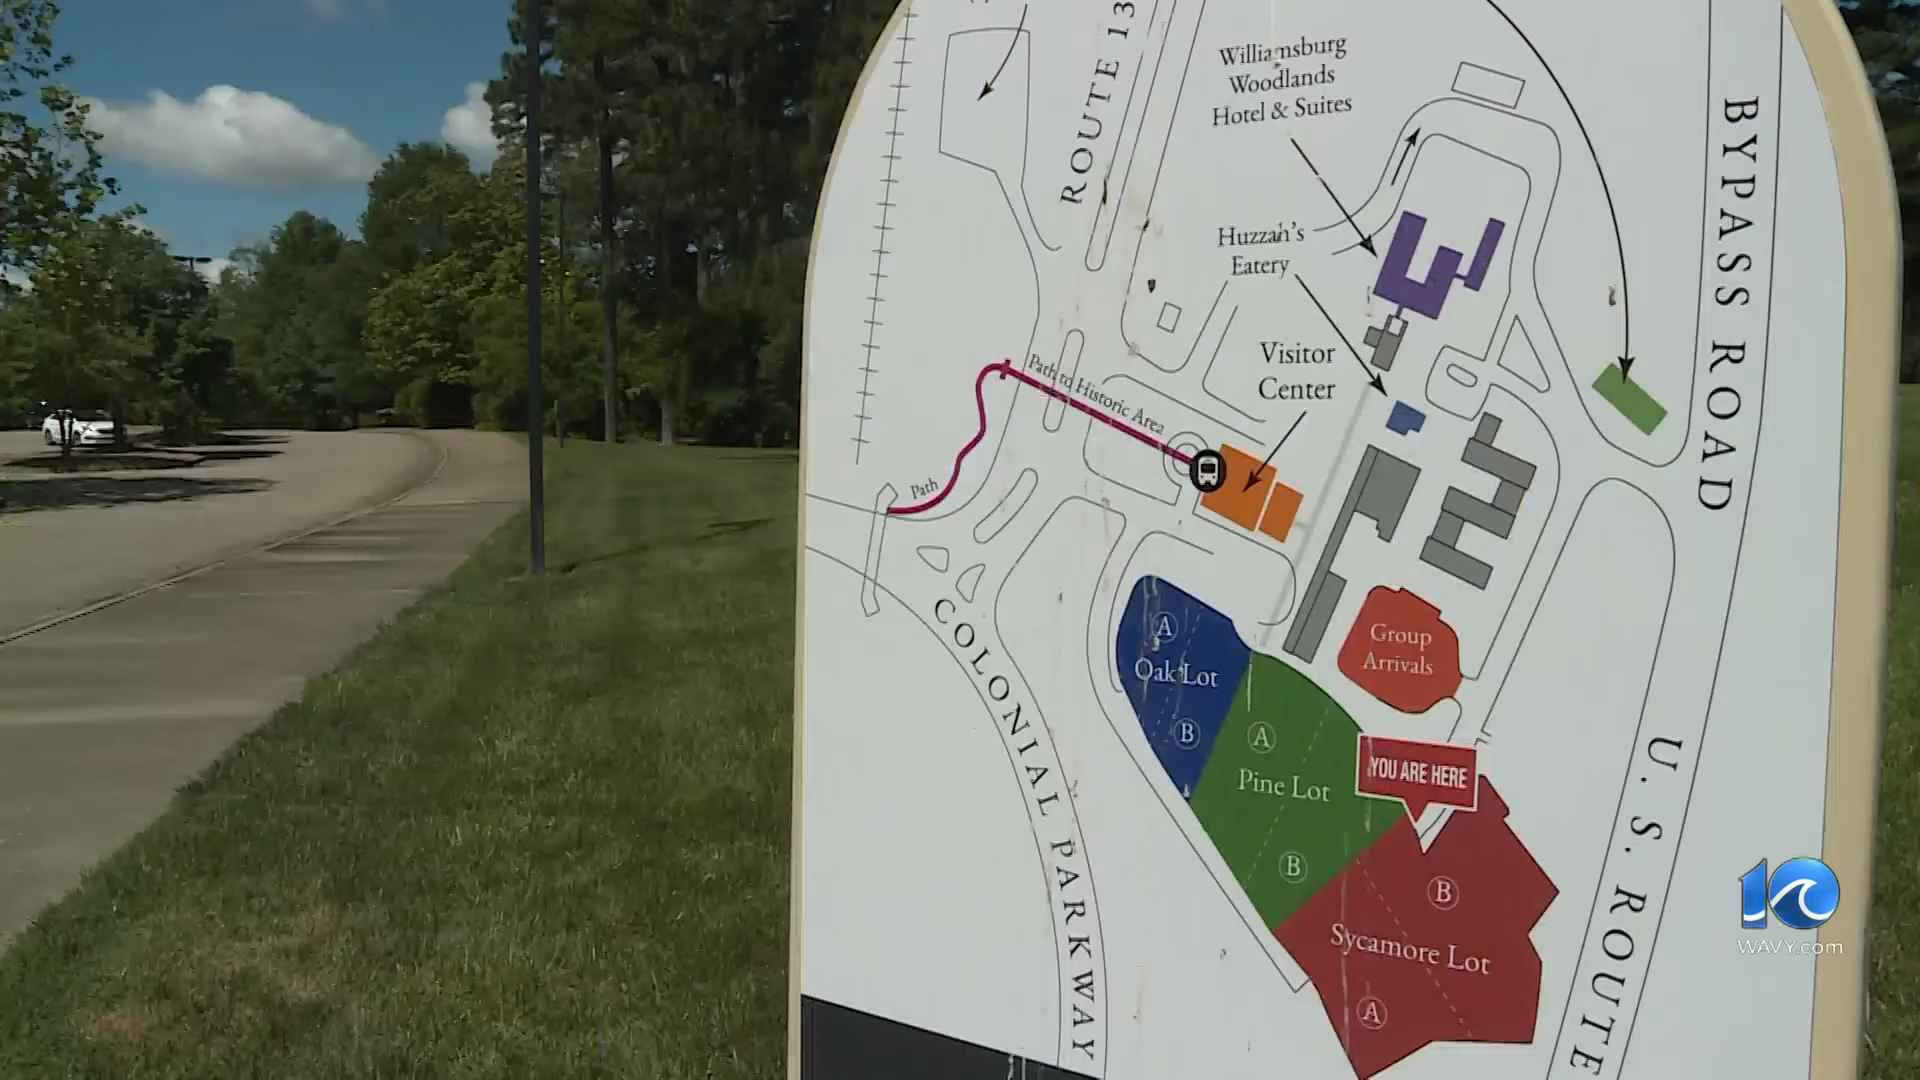 ROUTE 13
Williamsburg
Woodlands
Hotel & Suites
BYPASS ROAD
Huzzah's
Eatery
Visitor
Center
Path to Historic Area
Path
COLONIAL PARKWAY
A
Oak Lot
B
Group
Arrivals
A
Pine Lot
B
YOU ARE HERE
B
Sycamore Lot
A
U. S. ROUTE
10
WAVY.com